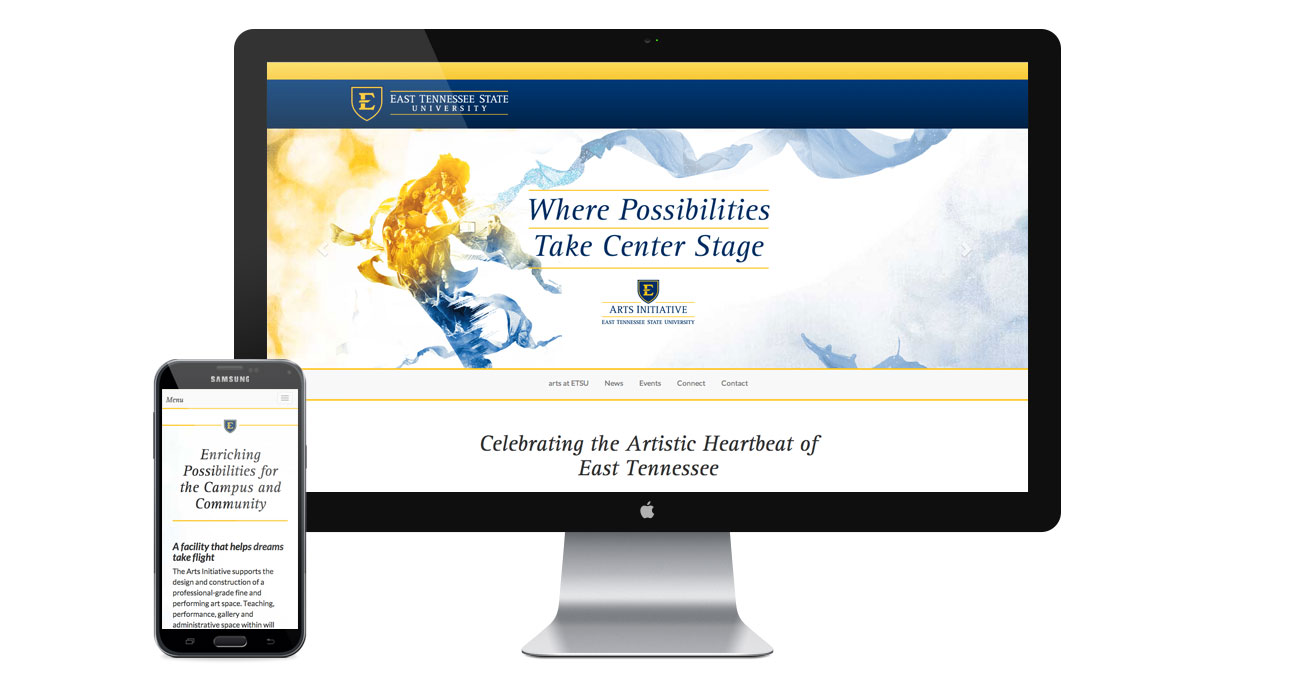 E
EAST TENNESSEE STATE
UNIVERSITY
Where Possibilities
Take Center Stage
E
ARTS INITIATIVE
EAST TENNESSEE STATE UNIVERSITY
arts at ETSU News Events Connect Contact
Celebrating the Artistic Heartbeat of
East Tennessee
SAMSUNG
Menu
E
Enriching
Possibilities for
the Campus and
Community
A facility that helps dreams
take flight
The Arts Initiative supports the
design and construction of a
professional-grade fine and
performing art space. Teaching,
performance, gallery and
administrative space within will